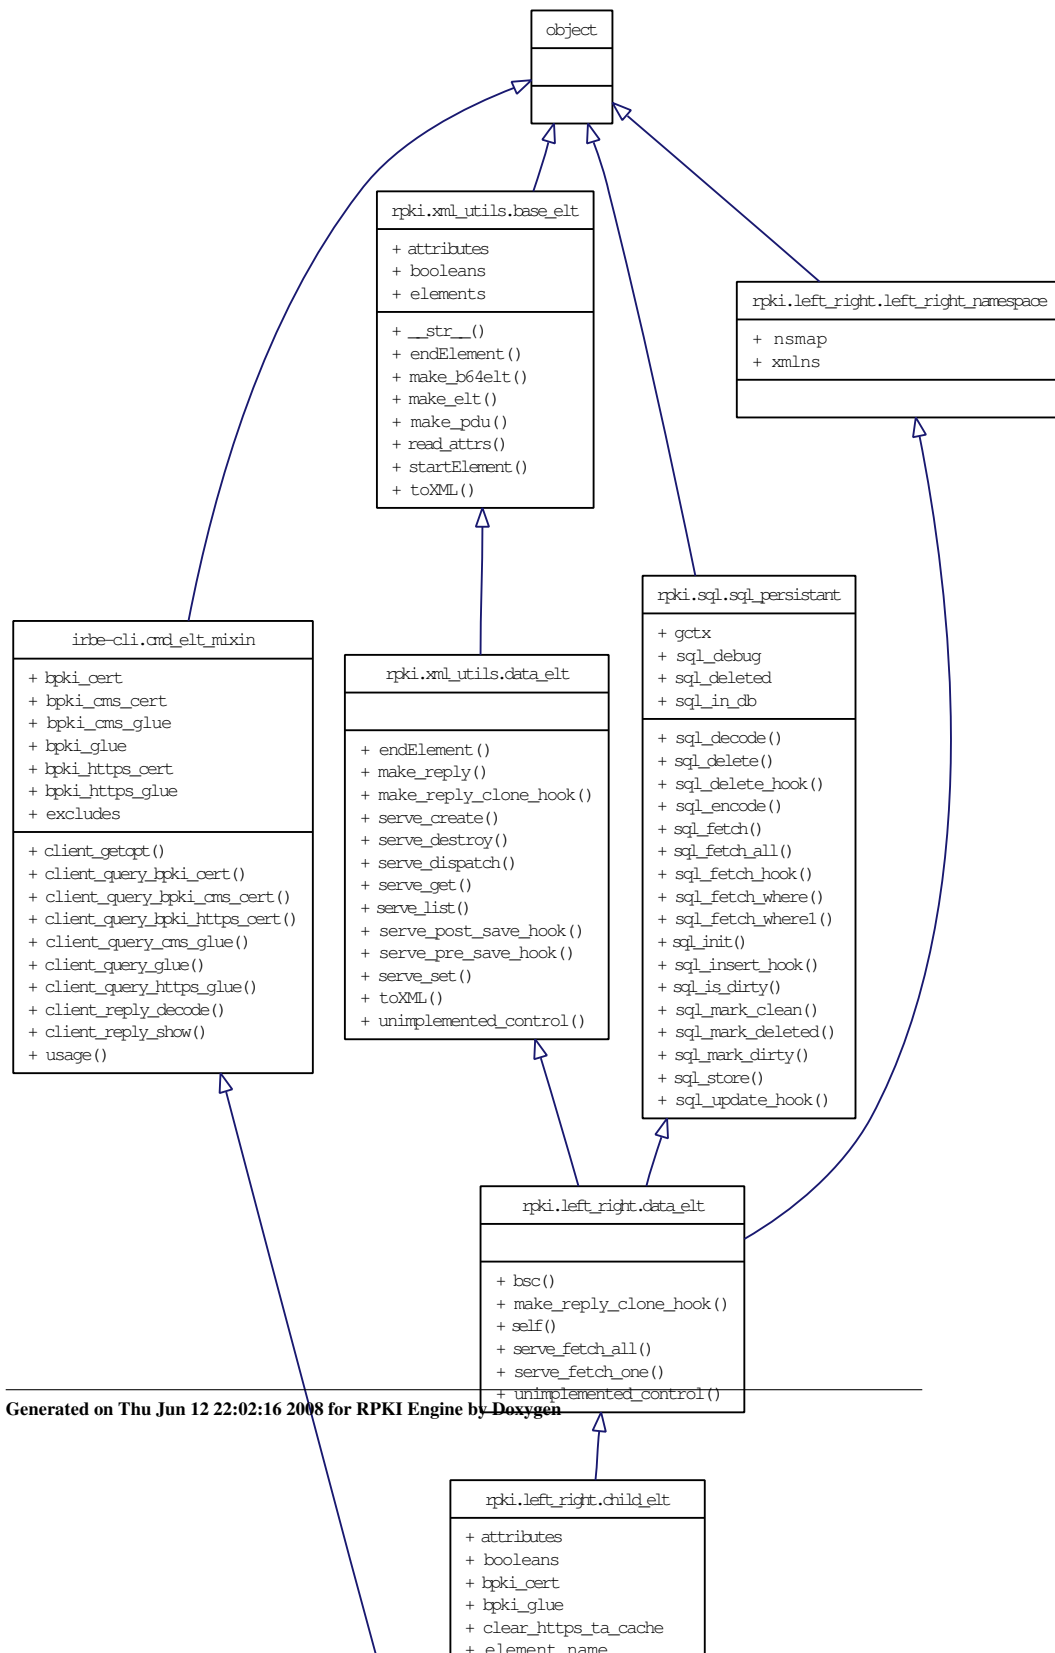 object
rpki.xml_utils.base_elt
+ attributes
+ booleans
+ elements
+ __str__()
+ endElement()
+ make_b64elt()
+ make_elt()
+ make_pdu()
+ read_attrs()
+ startElement()
+ toXML()
rpki.left_right.left_right_namespace
+ nsmap
+ xmlns
rpki.sql.sql_persistant
+ gctx
+ sql_debug
+ sql_deleted
+ sql_in_db
+ sql_decode()
+ sql_delete()
+ sql_delete_hook()
+ sql_encode()
+ sql_fetch()
+ sql_fetch_all()
+ sql_fetch_hook()
+ sql_fetch_where()
+ sql_fetch_where1()
+ sql_init()
+ sql_insert_hook()
+ sql_is_dirty()
+ sql_mark_clean()
+ sql_mark_deleted()
+ sql_mark_dirty()
+ sql_store()
+ sql_update_hook()
irbe-cli.cmd_elt_mixin
+ bpki_cert
+ bpki_cms_cert
+ bpki_cms_glue
+ bpki_glue
+ bpki_https_cert
+ bpki_https_glue
+ excludes
+ client_getopt()
+ client_query_bpki_cert()
+ client_query_bpki_cms_cert()
+ client_query_bpki_https_cert()
+ client_query_cms_glue()
+ client_query_glue()
+ client_query_https_glue()
+ client_reply_decode()
+ client_reply_show()
+ usage()
rpki.xml_utils.data_elt
+ endElement()
+ make_reply()
+ make_reply_clone_hook()
+ serve_create()
+ serve_destroy()
+ serve_dispatch()
+ serve_get()
+ serve_list()
+ serve_post_save_hook()
+ serve_pre_save_hook()
+ serve_set()
+ toXML()
+ unimplemented_control()
rpki.left_right.data_elt
+ bsc()
+ make_reply_clone_hook()
+ self()
+ serve_fetch_all()
+ serve_fetch_one()
+ unimplemented_control()
Generated on Thu Jun 12 22:02:16 2008 for RPKI Engine by Doxygen
rpki.left_right.child_elt
+ attributes
+ booleans
+ bpki_cert
+ bpki_glue
+ clear_https_ta_cache
+ element_name